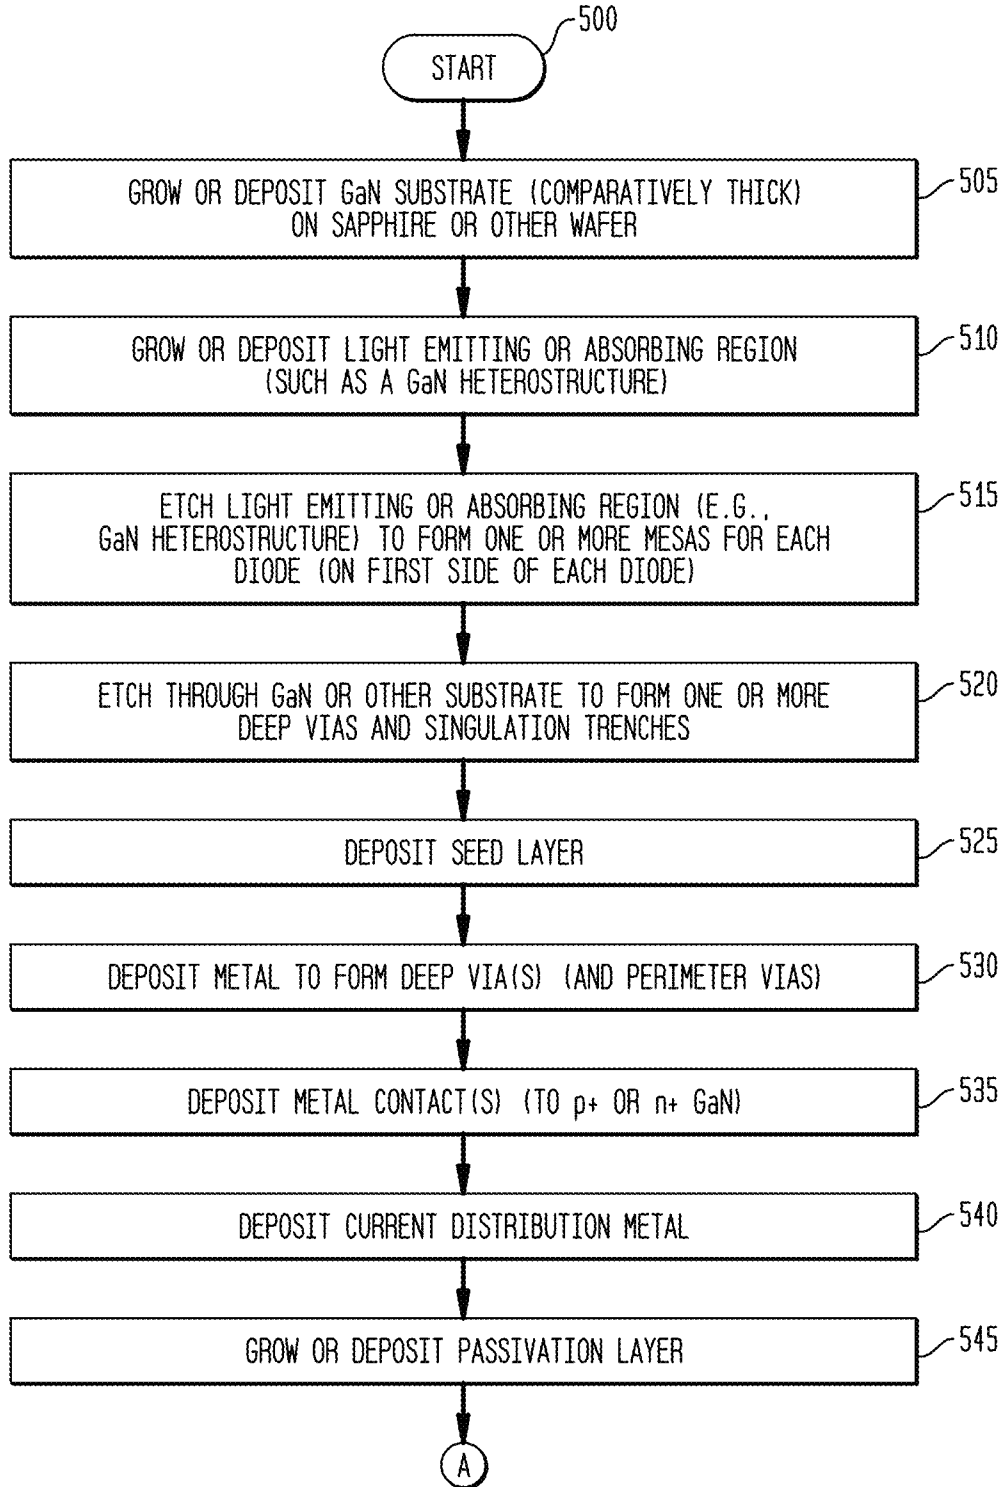 500
START
GROW OR DEPOSIT GaN SUBSTRATE (COMPARATIVELY THICK)
ON SAPPHIRE OR OTHER WAFER
505
GROW OR DEPOSIT LIGHT EMITTING OR ABSORBING REGION
(SUCH AS A GaN HETEROSTRUCTURE)
510
ETCH LIGHT EMITTING OR ABSORBING REGION (E.G.,
GaN HETEROSTRUCTURE) TO FORM ONE OR MORE MESAS FOR EACH
DIODE (ON FIRST SIDE OF EACH DIODE)
515
ETCH THROUGH GaN OR OTHER SUBSTRATE TO FORM ONE OR MORE
DEEP VIAS AND SINGULATION TRENCHES
520
DEPOSIT SEED LAYER
525
DEPOSIT METAL TO FORM DEEP VIA(S) (AND PERIMETER VIAS)
530
DEPOSIT METAL CONTACT(S) (TO p+ OR n+ GaN)
535
DEPOSIT CURRENT DISTRIBUTION METAL
540
GROW OR DEPOSIT PASSIVATION LAYER
545
A